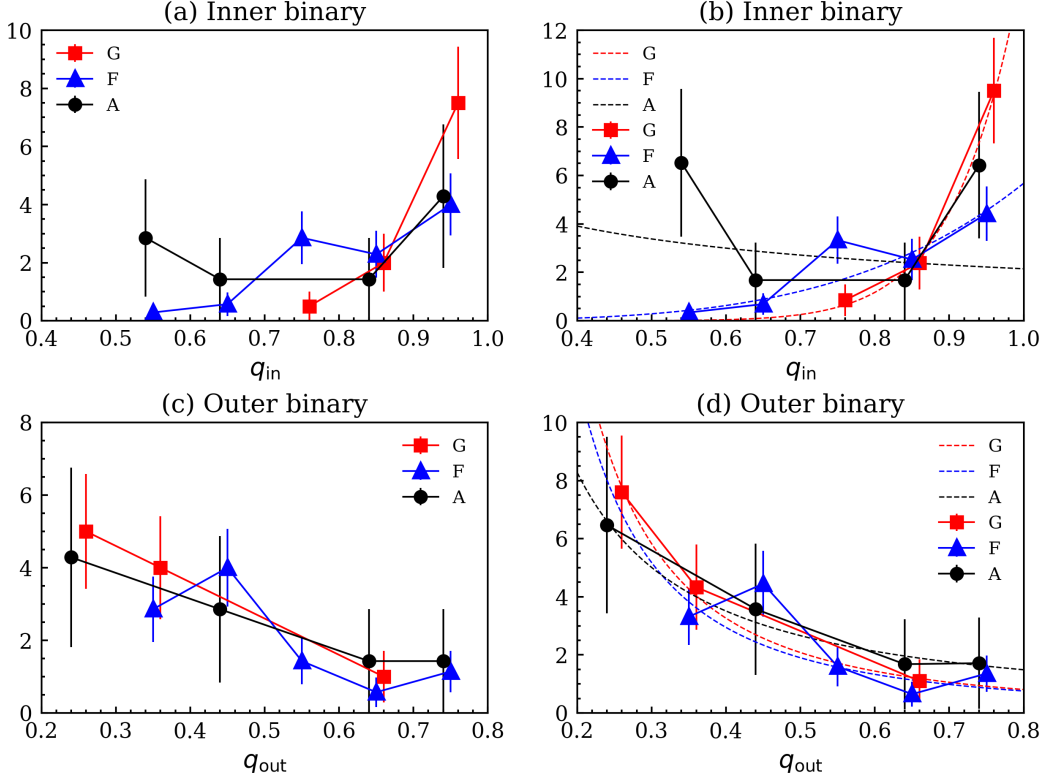 (a) Inner binary
10
8
6
4
2
0
G
F
A
0.4 0.5 0.6 0.7 0.8 0.9 1.0
q_in
(b) Inner binary
12
10
8
6
4
2
0
G
F
A
G
F
A
0.4 0.5 0.6 0.7 0.8 0.9 1.0
q_in
(c) Outer binary
8
6
4
2
0
G
F
A
0.2 0.3 0.4 0.5 0.6 0.7 0.8
q_out
(d) Outer binary
10
8
6
4
2
0
G
F
A
G
F
A
0.2 0.3 0.4 0.5 0.6 0.7 0.8
q_out